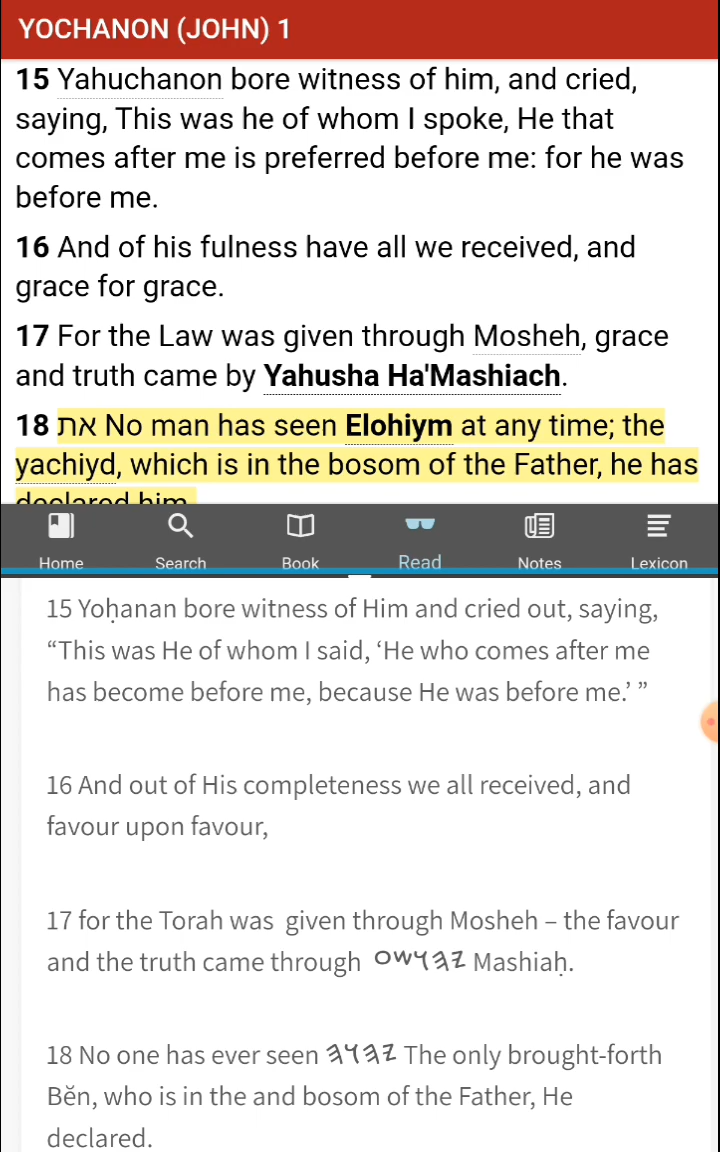 YOCHANON (JOHN) 1
15 Yahuchanon bore witness of him, and cried,
saying, This was he of whom I spoke, He that
comes after me is preferred before me: for he was
before me.
16 And of his fulness have all we received, and
grace for grace.
17 For the Law was given through Mosheh, grace
and truth came by Yahusha Ha'Mashiach.
18 את No man has seen Elohiym at any time; the
yachiyd, which is in the bosom of the Father, he has
declared him.
Home Search Book Read Notes Lexicon
15 Yoḥanan bore witness of Him and cried out, saying,
“This was He of whom I said, ‘He who comes after me
has become before me, because He was before me.’ ”
16 And out of His completeness we all received, and
favour upon favour,
17 for the Torah was given through Mosheh – the favour
and the truth came through 𐤉𐤄𐤅𐤔𐤏 Mashiaḥ.
18 No one has ever seen 𐤉𐤄𐤅𐤄 The only brought-forth
Bĕn, who is in the and bosom of the Father, He
declared.